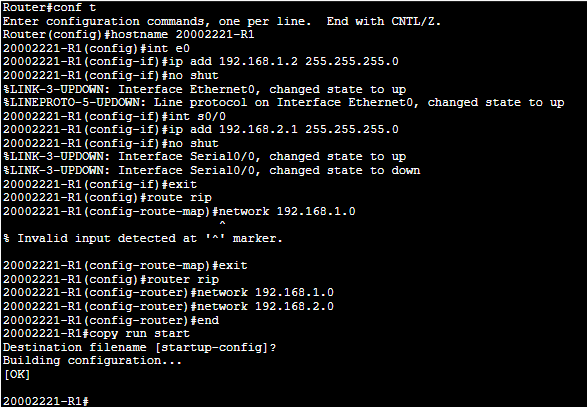 Router#conf t
Enter configuration commands, one per line.  End with CNTL/Z.
Router(config)#hostname 20002221-R1
20002221-R1(config)#int e0
20002221-R1(config-if)#ip add 192.168.1.2 255.255.255.0
20002221-R1(config-if)#no shut
%LINK-3-UPDOWN: Interface Ethernet0, changed state to up
%LINEPROTO-5-UPDOWN: Line protocol on Interface Ethernet0, changed state to up
20002221-R1(config-if)#int s0/0
20002221-R1(config-if)#ip add 192.168.2.1 255.255.255.0
20002221-R1(config-if)#no shut
%LINK-3-UPDOWN: Interface Serial0/0, changed state to up
%LINK-3-UPDOWN: Interface Serial0/0, changed state to down
20002221-R1(config-if)#exit
20002221-R1(config)#route rip
20002221-R1(config-route-map)#network 192.168.1.0
^
% Invalid input detected at '^' marker.
20002221-R1(config-route-map)#exit
20002221-R1(config)#router rip
20002221-R1(config-router)#network 192.168.1.0
20002221-R1(config-router)#network 192.168.2.0
20002221-R1(config-router)#end
20002221-R1#copy run start
Destination filename [startup-config]?
Building configuration...
[OK]
20002221-R1#